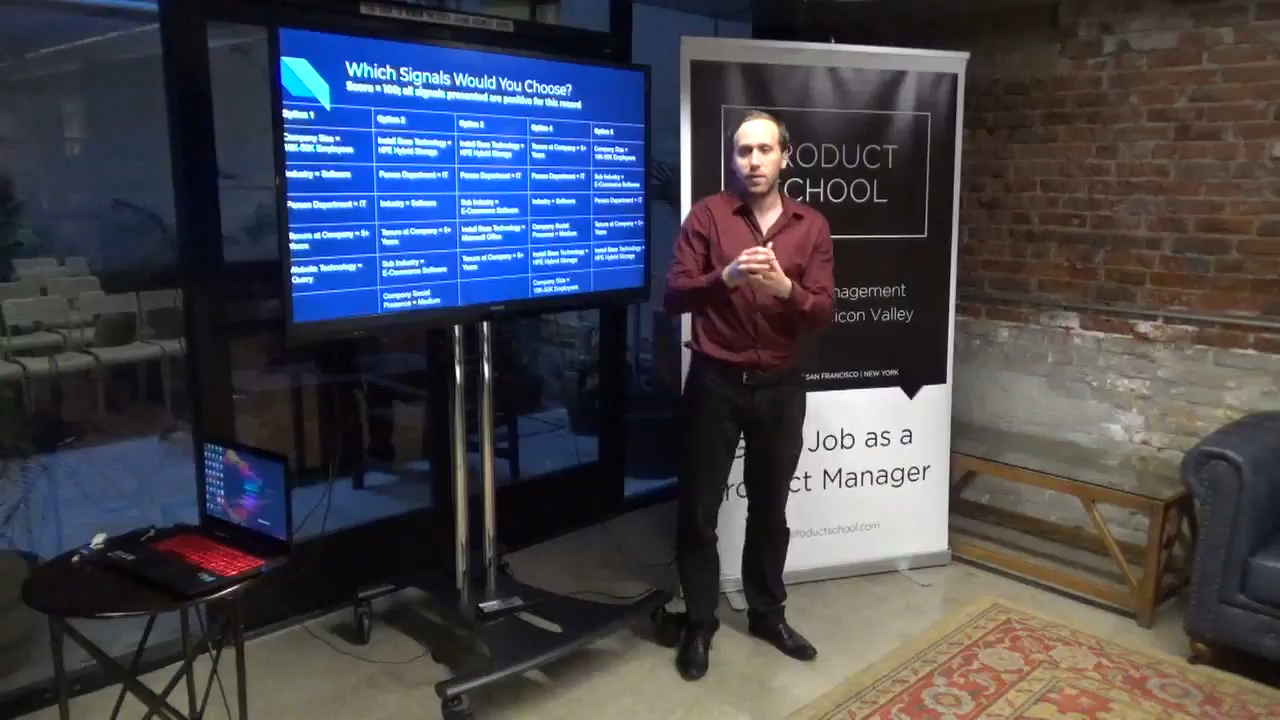 Which Signals Would You Choose?
Score = 100; all signals presented are positive for this record
Option 1
Option 2
Option 3
Option 4
Option 5
Company Size =
10K-50K Employees
Install Base Technology =
HPE Hybrid Storage
Install Base Technology =
HPE Hybrid Storage
Tenure at Company = 5+
Years
Company Size =
10K-50K Employees
Industry = Software
Person Department = IT
Person Department = IT
Person Department = IT
Sub Industry =
E-Commerce Software
Person Department = IT
Industry = Software
Sub Industry =
E-Commerce Software
Industry = Software
Person Department = IT
Tenure at Company = 5+
Years
Tenure at Company = 5+
Years
Install Base Technology =
Microsoft Office
Company Social
Presence = Medium
Tenure at Company = 5+
Years
Website Technology =
Query
Sub Industry =
E-Commerce Software
Tenure at Company = 5+
Years
Install Base Technology =
HPE Hybrid Storage
Install Base Technology =
HPE Hybrid Storage
Company Social
Presence = Medium
Company Size =
10K-50K Employees
RODUCT
CHOOL
nagement
icon Valley
SAN FRANCISCO | NEW YORK
Job as a
ct Manager
roductschool.com